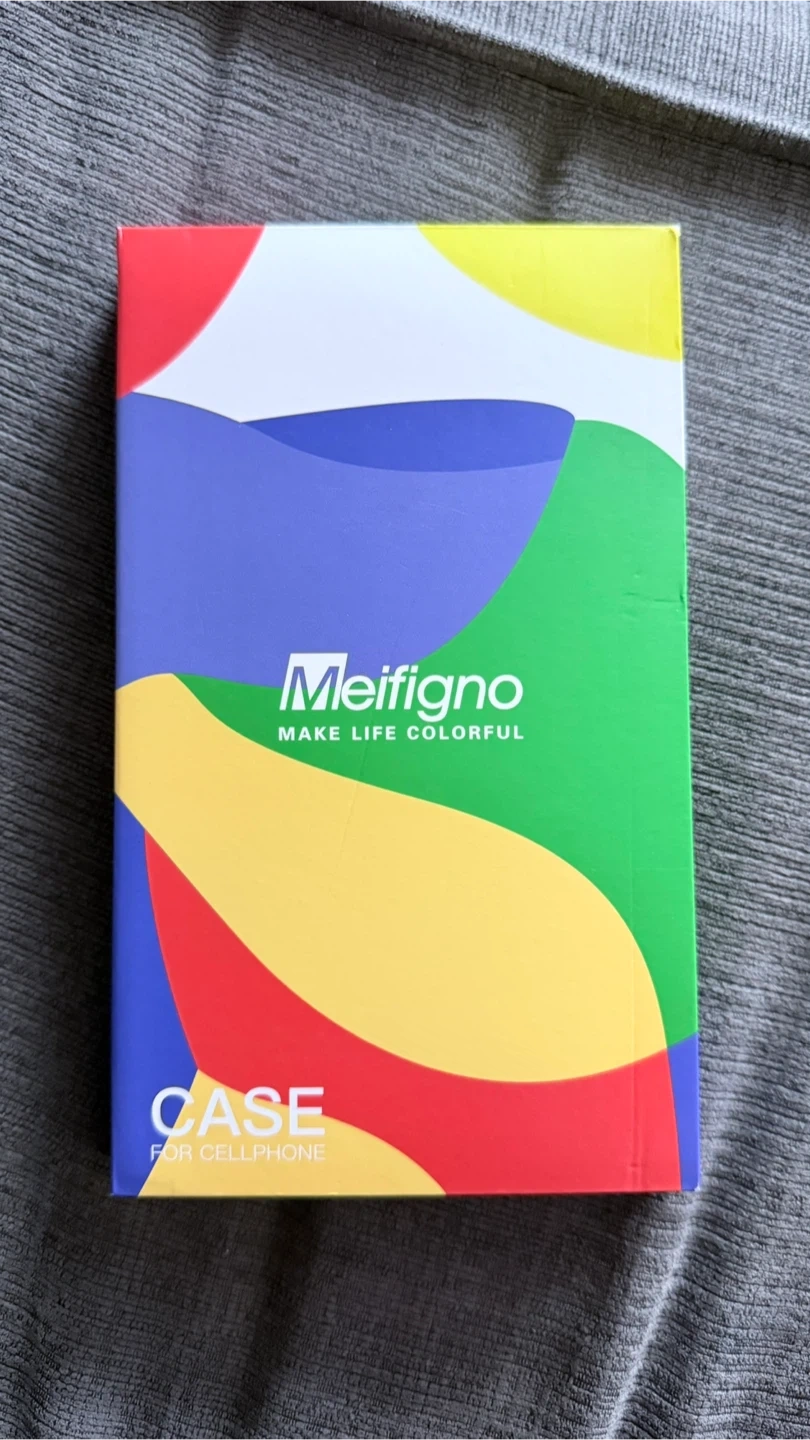 Meifigno
MAKE LIFE COLORFUL
CASE
FOR CELLPHONE